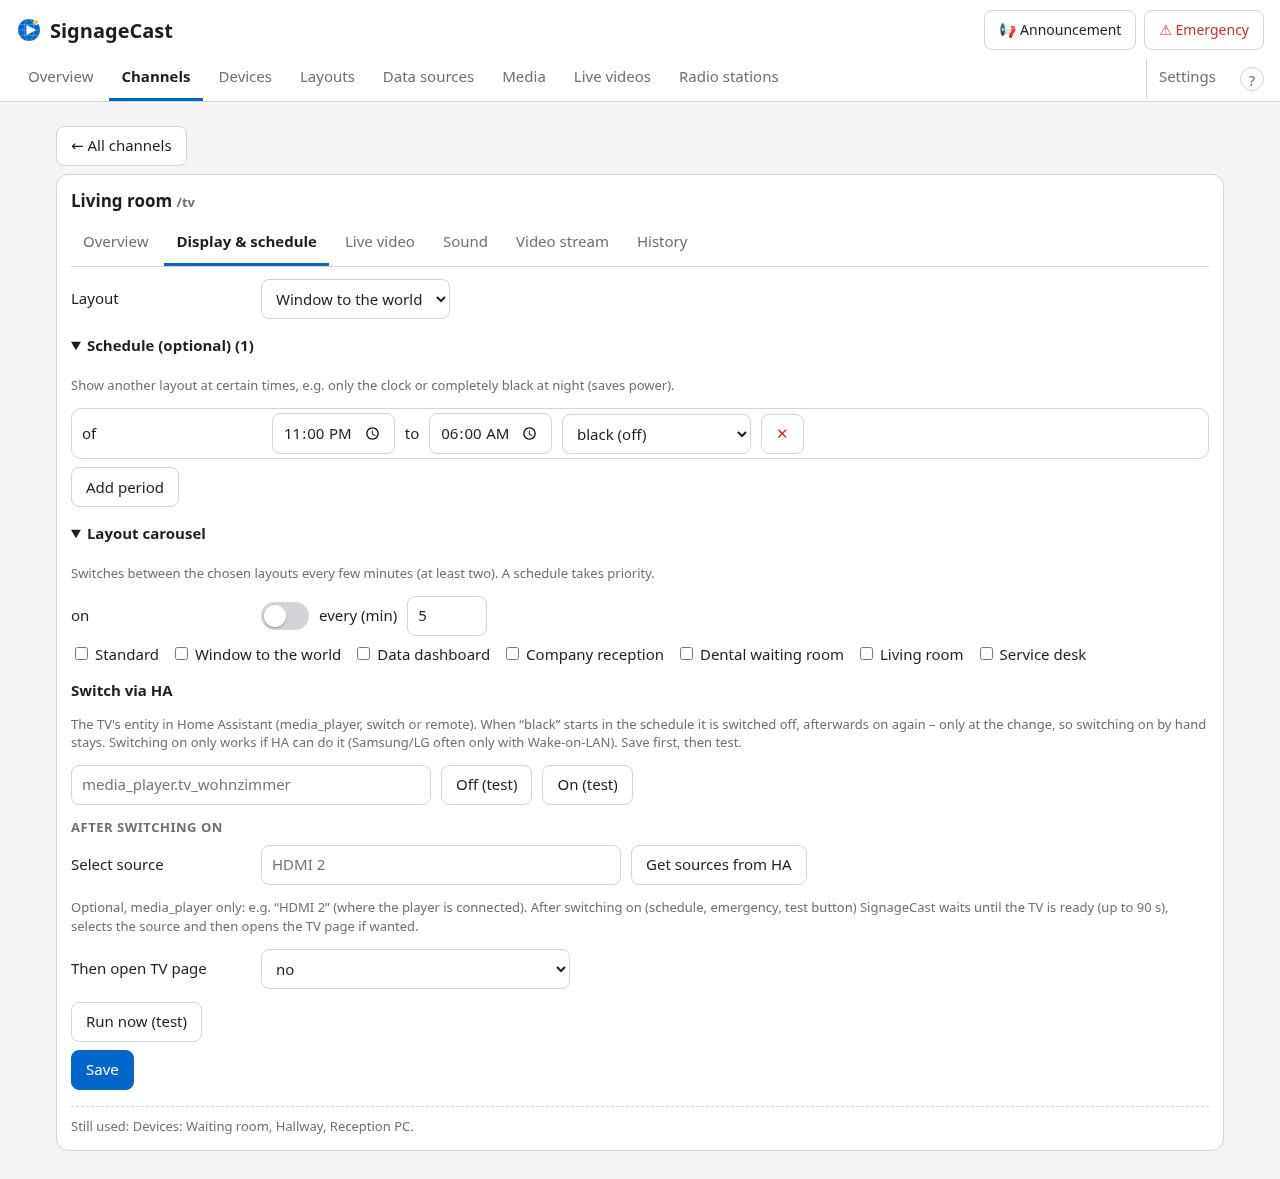 SignageCast
Announcement
⚠ Emergency
Overview Channels Devices Layouts Data sources Media Live videos Radio stations Settings ?
← All channels
Living room /tv
Overview Display & schedule Live video Sound Video stream History
Layout Window to the world
▼ Schedule (optional) (1)
Show another layout at certain times, e.g. only the clock or completely black at night (saves power).
of 11:00 PM to 06:00 AM black (off) ✕
Add period
▼ Layout carousel
Switches between the chosen layouts every few minutes (at least two). A schedule takes priority.
on every (min) 5
Standard Window to the world Data dashboard Company reception Dental waiting room Living room Service desk
Switch via HA
The TV's entity in Home Assistant (media_player, switch or remote). When “black” starts in the schedule it is switched off, afterwards on again – only at the change, so switching on by hand
stays. Switching on only works if HA can do it (Samsung/LG often only with Wake-on-LAN). Save first, then test.
media_player.tv_wohnzimmer Off (test) On (test)
AFTER SWITCHING ON
Select source HDMI 2 Get sources from HA
Optional, media_player only: e.g. “HDMI 2” (where the player is connected). After switching on (schedule, emergency, test button) SignageCast waits until the TV is ready (up to 90 s),
selects the source and then opens the TV page if wanted.
Then open TV page no
Run now (test)
Save
Still used: Devices: Waiting room, Hallway, Reception PC.